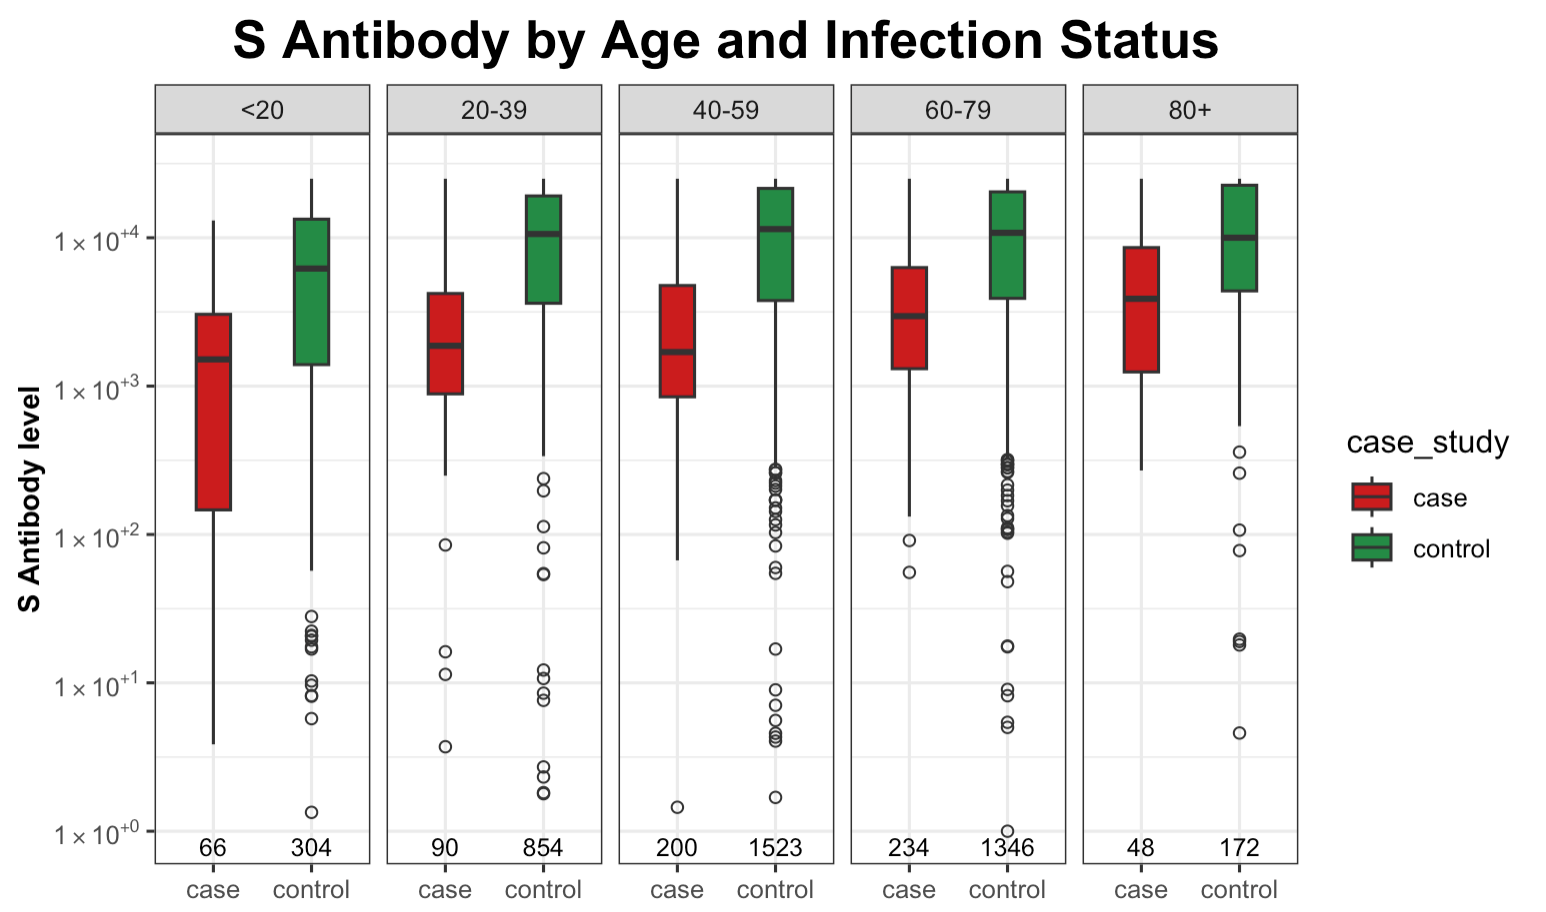 S Antibody by Age and Infection Status
<20 20-39 40-59 60-79 80+
S Antibody level
1 × 10⁺⁴
1 × 10⁺³
1 × 10⁺²
1 × 10⁺¹
1 × 10⁺⁰
66 304 90 854 200 1523 234 1346 48 172
case control case control case control case control case control
case_study
case
control